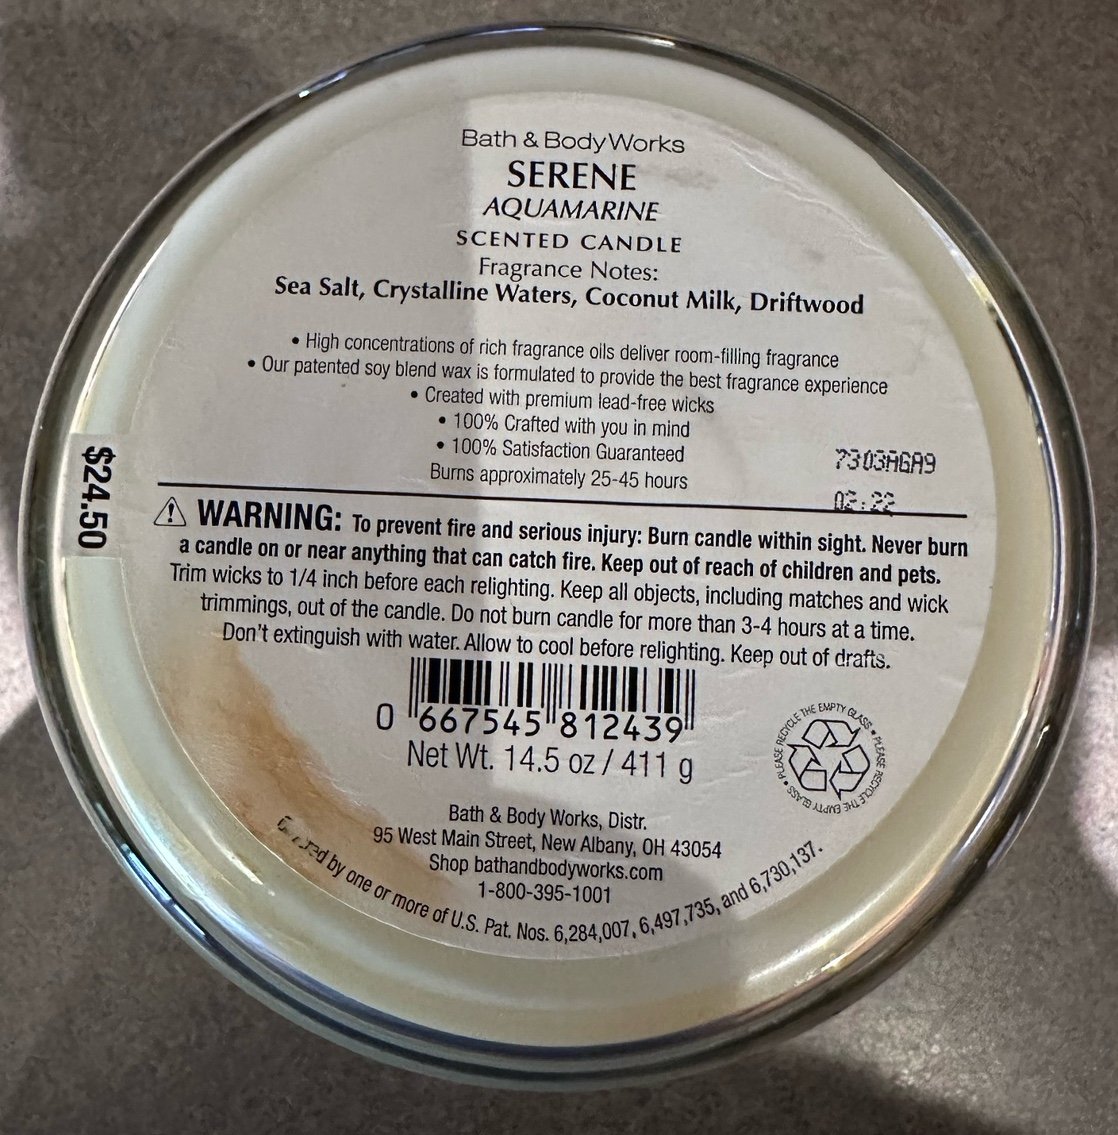 Bath & Body Works
SERENE
AQUAMARINE
SCENTED CANDLE
Fragrance Notes:
Sea Salt, Crystalline Waters, Coconut Milk, Driftwood
• High concentrations of rich fragrance oils deliver room-filling fragrance
• Our patented soy blend wax is formulated to provide the best fragrance experience
• Created with premium lead-free wicks
• 100% Crafted with you in mind
• 100% Satisfaction Guaranteed
Burns approximately 25-45 hours
7303AGA9
02:22
$24.50
⚠ WARNING: To prevent fire and serious injury: Burn candle within sight. Never burn
a candle on or near anything that can catch fire. Keep out of reach of children and pets.
Trim wicks to 1/4 inch before each relighting. Keep all objects, including matches and wick
trimmings, out of the candle. Do not burn candle for more than 3-4 hours at a time.
Don't extinguish with water. Allow to cool before relighting. Keep out of drafts.
0 667545 812439
Net Wt. 14.5 oz / 411 g
• PLEASE RECYCLE THE EMPTY GLASS • PLEASE RECYCLE THE EMPTY GLASS
Bath & Body Works, Distr.
95 West Main Street, New Albany, OH 43054
Shop bathandbodyworks.com
1-800-395-1001
by one or more of U.S. Pat. Nos. 6,284,007, 6,497,735, and 6,730,137.